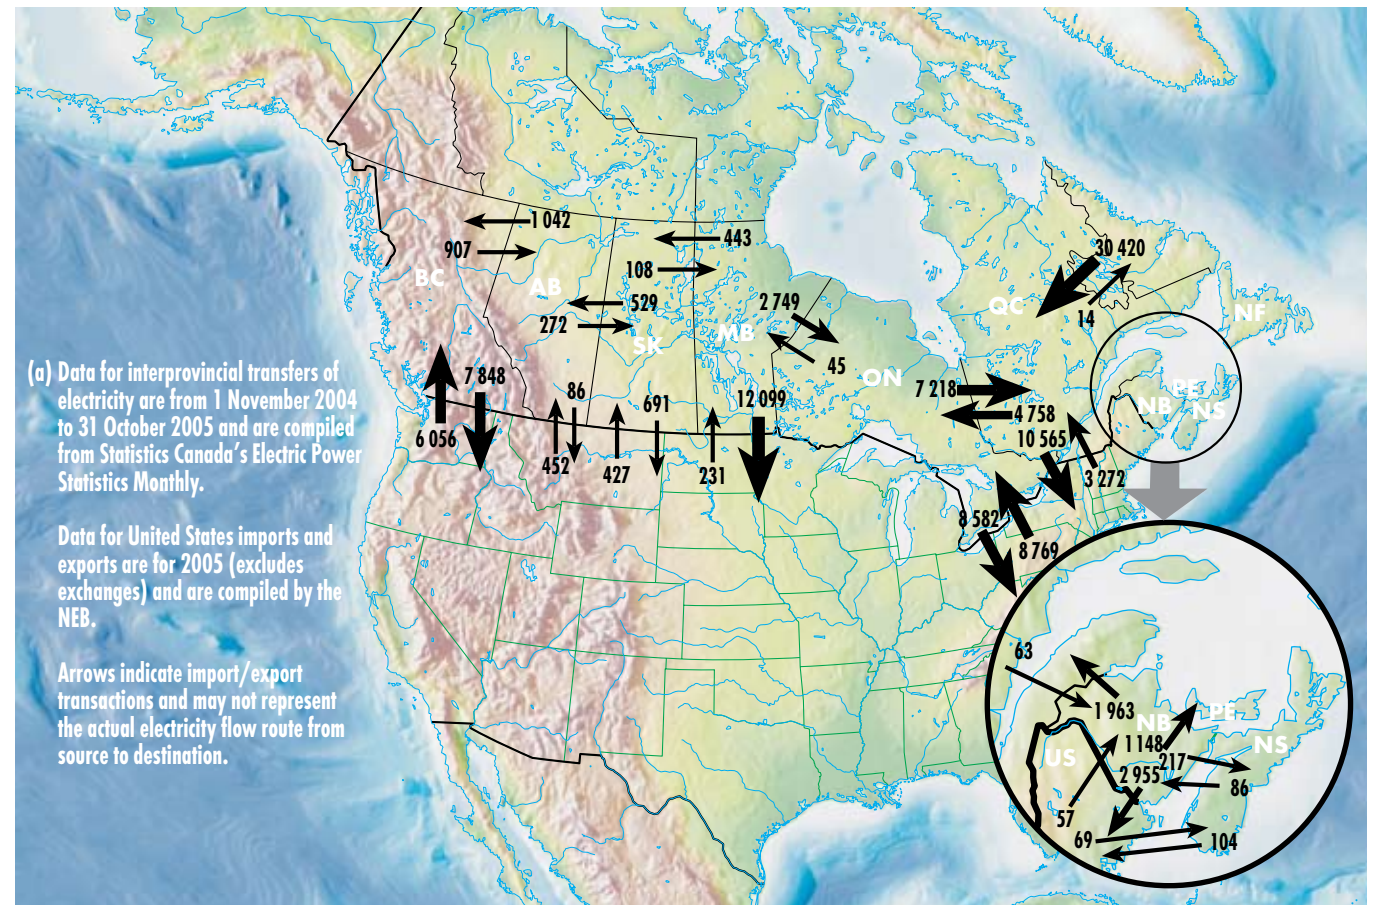 1 042
443
907
108
AB
BC
529
2 749
272
SK
MB
45
30 420
QC
14
NF
(a) Data for interprovincial transfers of
electricity are from 1 November 2004
to 31 October 2005 and are compiled
from Statistics Canada's Electric Power
Statistics Monthly.
Data for United States imports and
exports are for 2005 (excludes
exchanges) and are compiled by the
NEB.
Arrows indicate import/export
transactions and may not represent
the actual electricity flow route from
source to destination.
7 848
6 056
86
452
691
427
12 099
231
ON
7 218
4 758
10 565
3 272
PE
NB
NS
8 582
8 769
63
1 963
NB
PE
NS
US
1 148
217
2 955
86
57
69
104